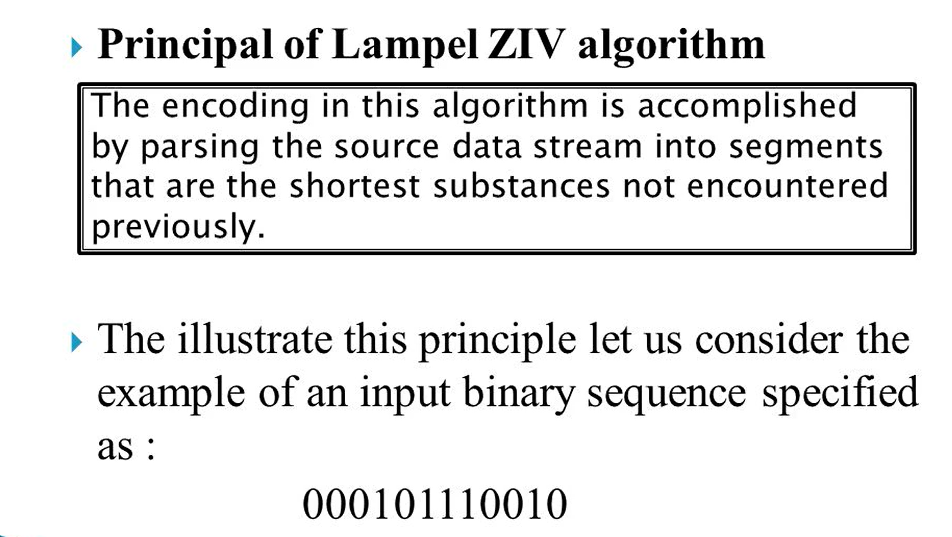 Principal of Lampel ZIV algorithm
The encoding in this algorithm is accomplished
by parsing the source data stream into segments
that are the shortest substances not encountered
previously.
The illustrate this principle let us consider the
example of an input binary sequence specified
as :
000101110010